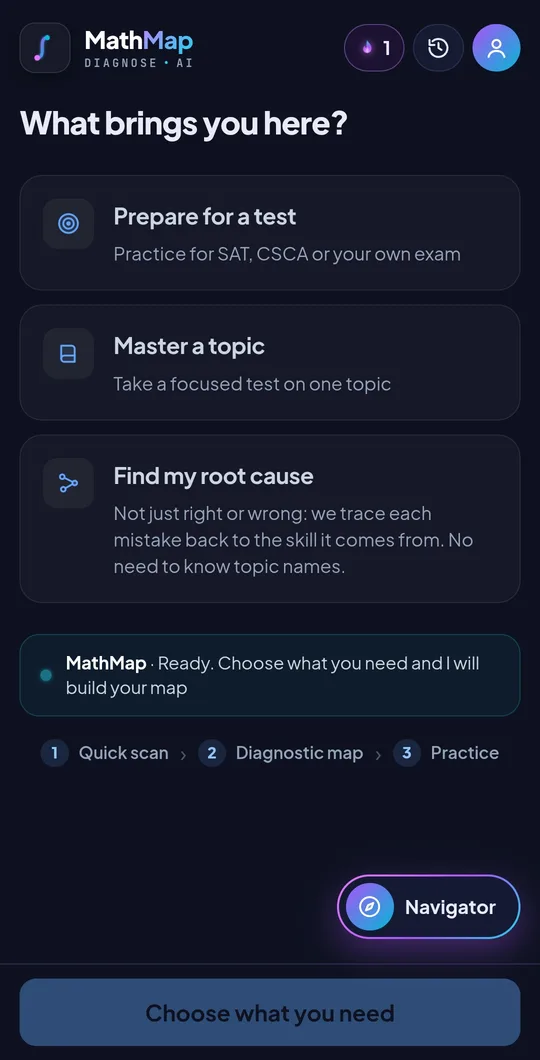 MathMap
DIAGNOSE • AI
1
What brings you here?
Prepare for a test
Practice for SAT, CSCA or your own exam
Master a topic
Take a focused test on one topic
Find my root cause
Not just right or wrong: we trace each
mistake back to the skill it comes from. No
need to know topic names.
MathMap · Ready. Choose what you need and I will
build your map
1 Quick scan › 2 Diagnostic map › 3 Practice
Navigator
Choose what you need